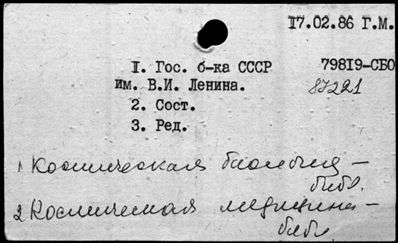 17.02.86 Г.М.
1. Гос. б-ка СССР 79819-СБО
им. В.И. Ленина. 87221
2. Сост.
3. Ред.
1 Космическая биология -
библ.
2 Космическая медицина -
библ